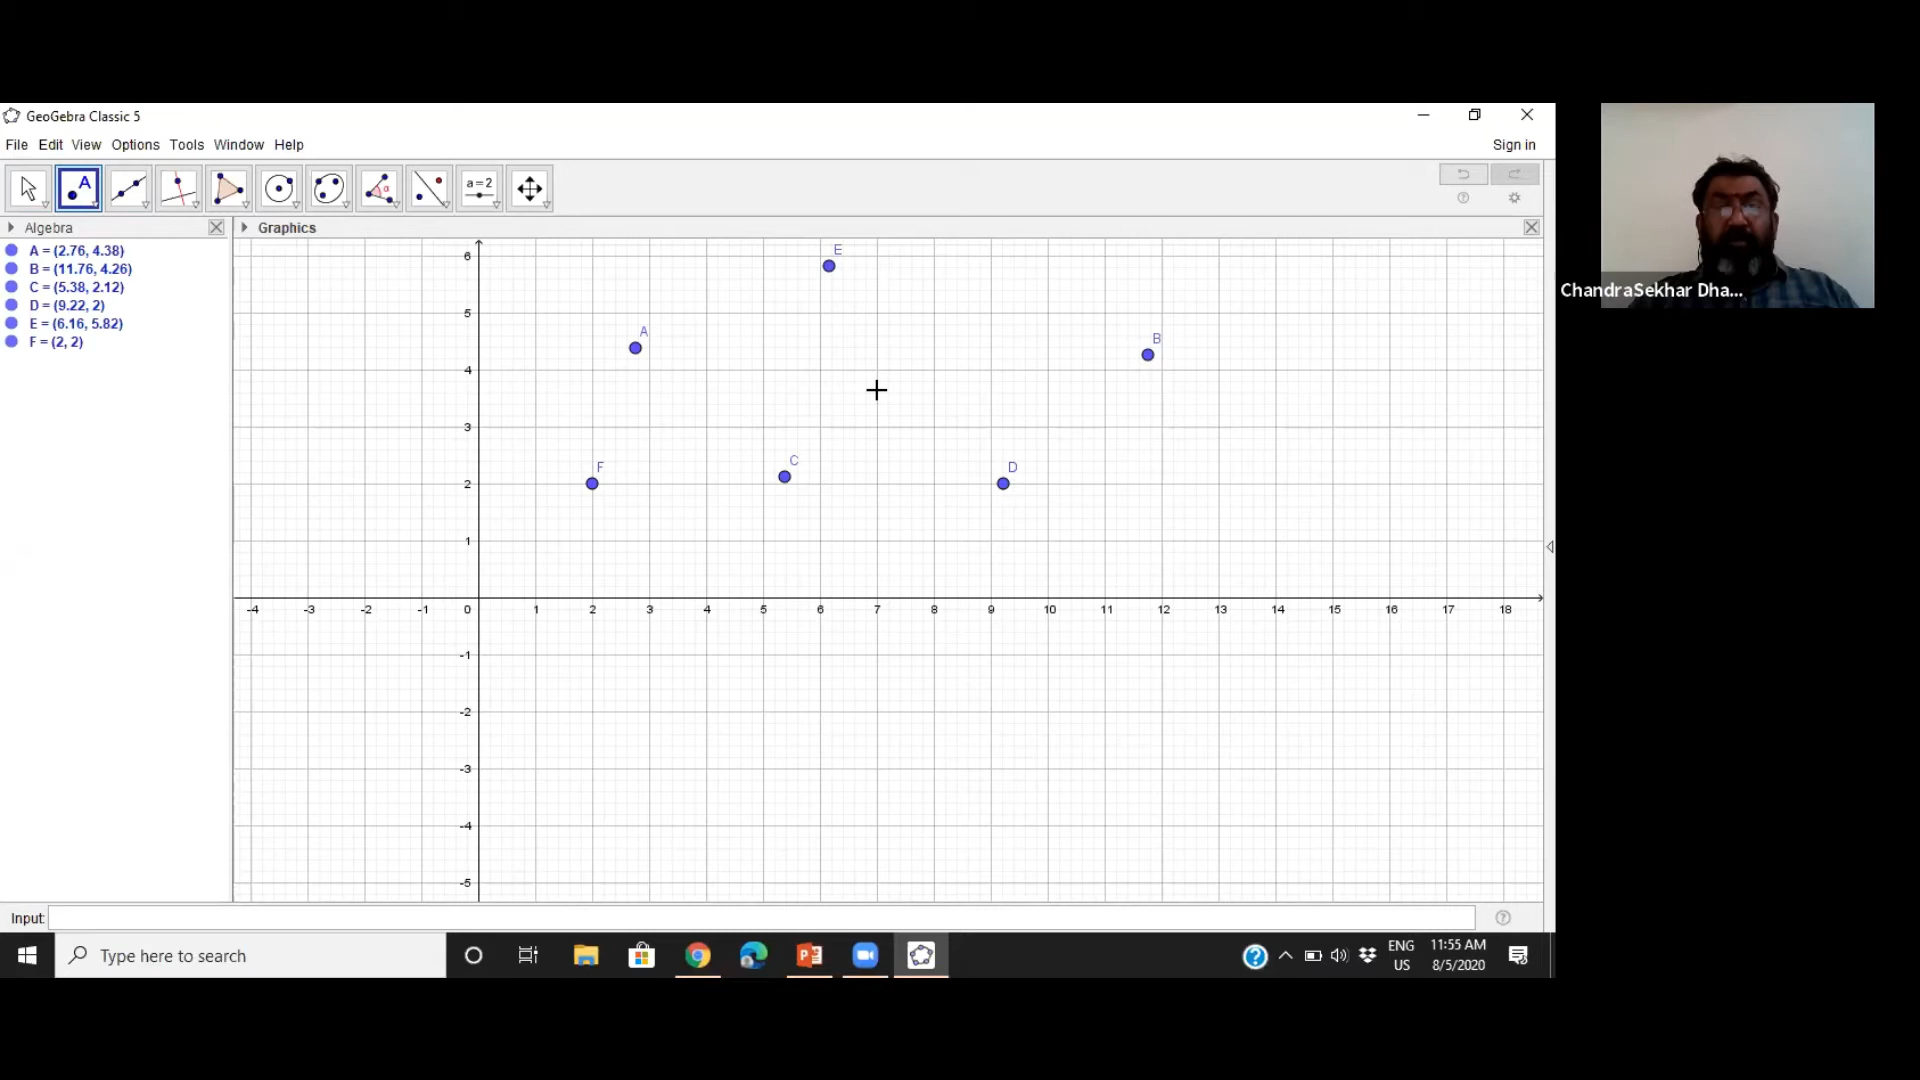 GeoGebra Classic 5
File Edit View Options Tools Window Help Sign in
A α a=2
Algebra
Graphics
A = (2.76, 4.38)
B = (11.76, 4.26)
C = (5.38, 2.12)
D = (9.22, 2)
E = (6.16, 5.82)
F = (2, 2)
E
A
B
F
C
D
6
5
4
3
2
1
-4 -3 -2 -1 0 1 2 3 4 5 6 7 8 9 10 11 12 13 14 15 16 17 18
-1
-2
-3
-4
-5
Input:
Type here to search
ENG
US
11:55 AM
8/5/2020
ChandraSekhar Dha...